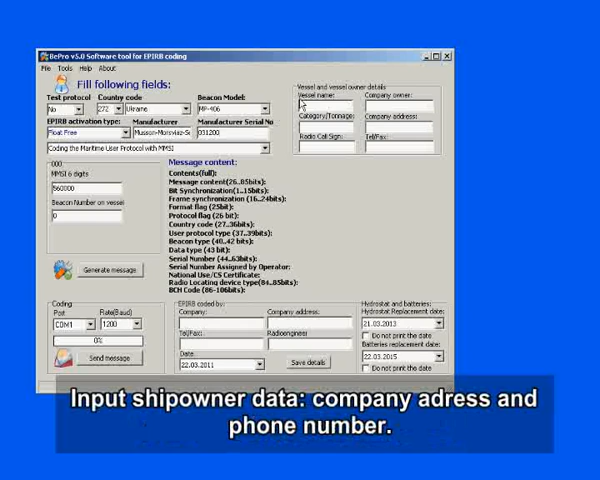 BePro v5.0 Software tool for EPIRB coding
File Tools Help About
Fill following fields:
Test protocol Country code Beacon Model:
No 272 Ukraine MP-406
EPIRB activation type: Manufacturer Manufacturer Serial No
Float Free Musson-Morsviaz-Se 031200
Coding the Maritime User Protocol with MMSI
Vessel and vessel owner details
Vessel name: Company owner:
Category/Tonnage: Company address:
Radio Call Sign: Tel/Fax:
000
MMSI 6 digits
560000
Beacon Number on vessel
0
Generate message
Message content:
Contents(full):
Message content(26..85bits):
Bit Synchronization(1..15bits):
Frame synchronization (16..24bits):
Format flag (25bit):
Protocol flag (26 bit):
Country code (27..36bits):
User protocol type (37..39bits):
Beacon type (40..42 bits):
Data type (43 bit):
Serial Number (44..63bits):
Serial Number Assigned by Operator:
National Use/CS Certificate:
Radio Locating device type(84..85bits):
BCH Code (86-106bits):
Coding
Port Rate(Baud)
COM1 1200
0%
Send message
EPIRB coded by:
Company: Company address:
Tel/Fax: Radioengineer
Date
22.03.2011
Save details
Hydrostat and batteries:
Hydrostat Replacement date:
21.03.2013
Do not print the date
Batteries replacement date:
22.03.2015
Do not print the date
Input shipowner data: company adress and
phone number.